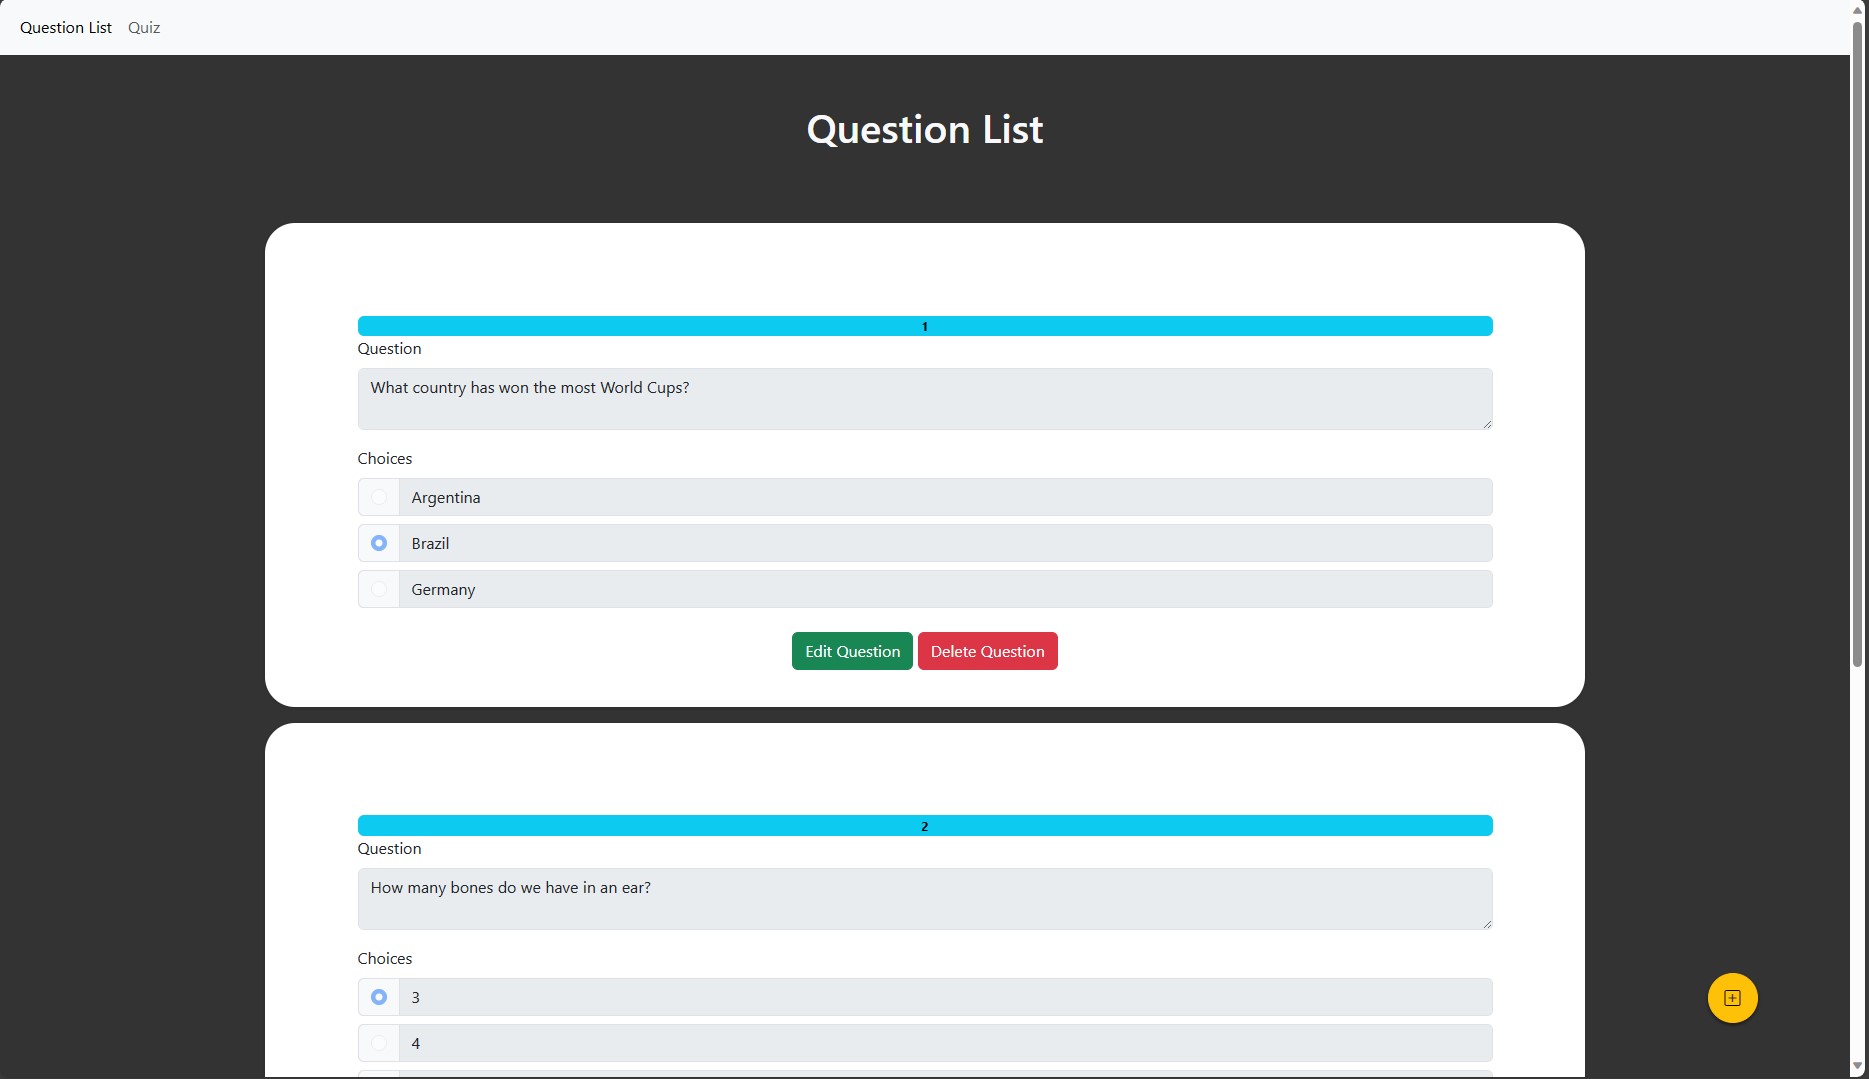 Question List Quiz
Question List
1
Question
What country has won the most World Cups?
Choices
Argentina
Brazil
Germany
Edit Question Delete Question
2
Question
How many bones do we have in an ear?
Choices
3
4